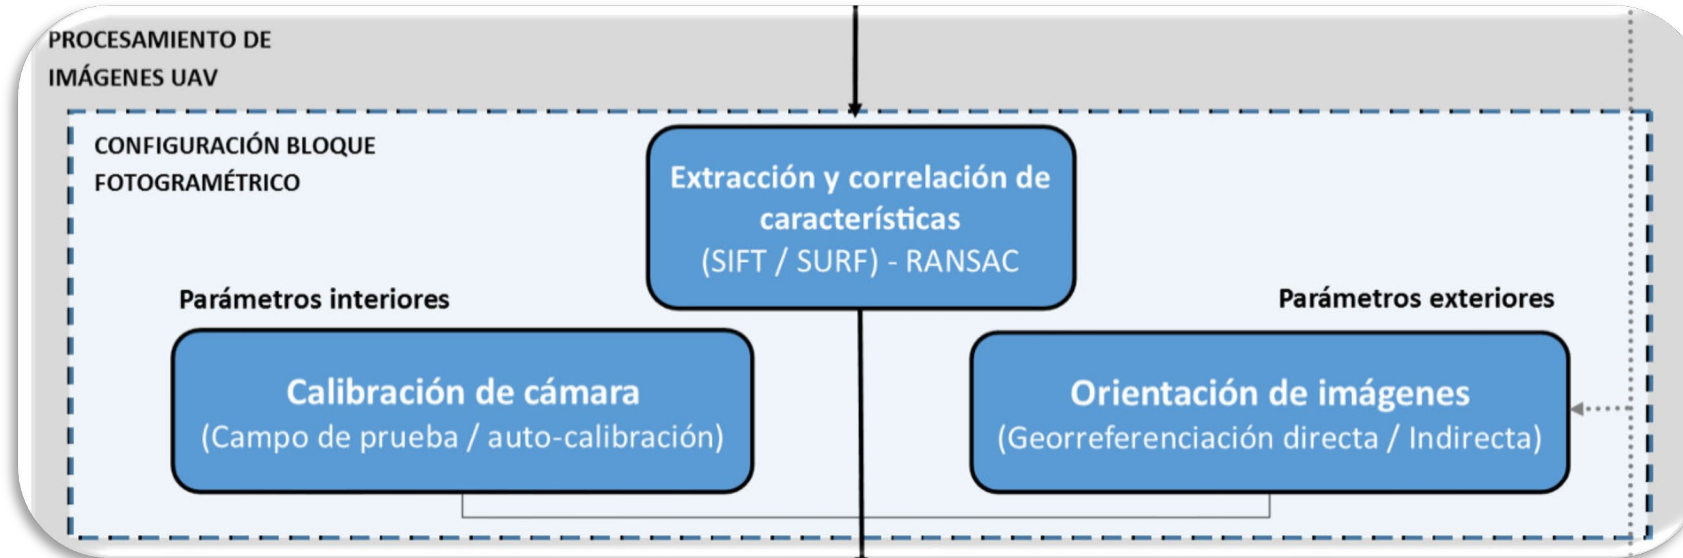 PROCESAMIENTO DE
IMÁGENES UAV
CONFIGURACIÓN BLOQUE
FOTOGRAMÉTRICO
Extracción y correlación de
característísticas
(SIFT / SURF) - RANSAC
Parámetros interiores
Parámetros exteriores
Calibración de cámara
(Campo de prueba / auto-calibración)
Orientación de imágenes
(Georreferenciación directa / Indirecta)